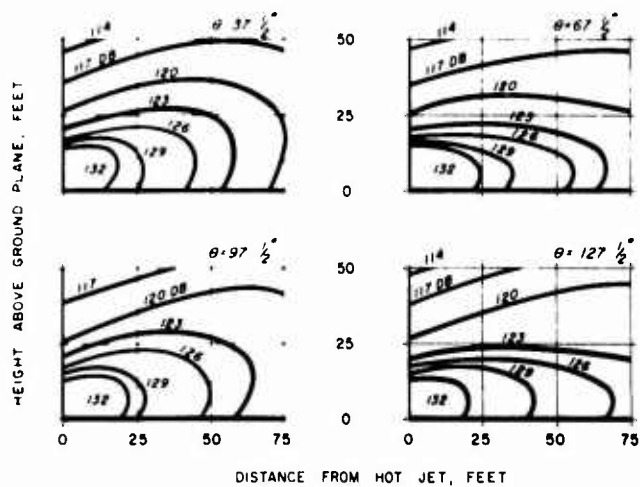 HEIGHT ABOVE GROUND PLANE, FEET
θ 37 1/2°
114
117 DB
120
123
126
129
132
50
25
0
θ=67 1/2°
114
117 DB
120
123
126
129
132
θ=97 1/2°
117
120 DB
123
126
129
132
50
25
0
0 25 50 75
θ= 127 1/2°
114
117 DB
120
123
126
129
132
0 25 50 75
DISTANCE FROM HOT JET, FEET